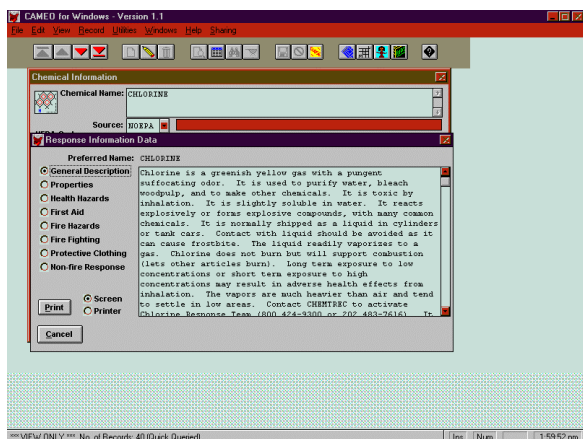 CAMEO for Windows - Version 1.1
File Edit View Record Utilities Windows Help Sharing
Chemical Information
Chemical Name: CHLORINE
Source: NOEPA
Response Information Data
Preferred Name: CHLORINE
General Description
Properties
Health Hazards
First Aid
Fire Hazards
Fire Fighting
Protective Clothing
Non-fire Response
Chlorine is a greenish yellow gas with a pungent
suffocating odor. It is used to purify water, bleach
woodpulp, and to make other chemicals. It is toxic by
inhalation. It is slightly soluble in water. It reacts
explosively or forms explosive compounds, with many common
chemicals. It is normally shipped as a liquid in cylinders
or tank cars. Contact with liquid should be avoided as it
can cause frostbite. The liquid readily vaporizes to a
gas. Chlorine does not burn but will support combustion
(lets other articles burn). Long term exposure to low
concentrations or short term exposure to high
concentrations may result in adverse health effects from
inhalation. The vapors are much heavier than air and tend
to settle in low areas. Contact CHEMTREC to activate
Chlorine Response Team (800 424-9300 or 202 483-7616). It
Print
Screen
Printer
Cancel
*** VIEW ONLY *** No. of Records: 40 (Quick Queried)
Ins Num 1:59:52 pm